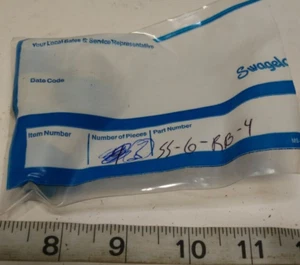 Your Local Sales & Service Representative
Date Code
Swagelo
Item Number
Number of Pieces
Part Number
SS-6-RB-4
8 9 10 11